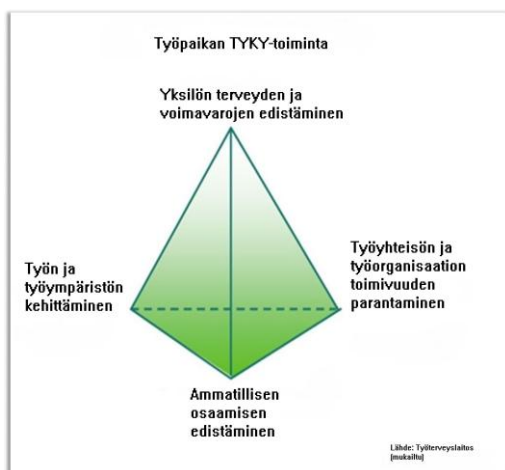 Työpaikan TYKY-toiminta
Yksilön terveyden ja
voimavarojen edistäminen
Työn ja
työympäristön
kehittäminen
Työyhteisön ja
työorganisaation
toimivuuden
parantaminen
Ammatillisen
osaamisen
edistäminen
Lähde: Työterveyslaitos
(mukailtu)